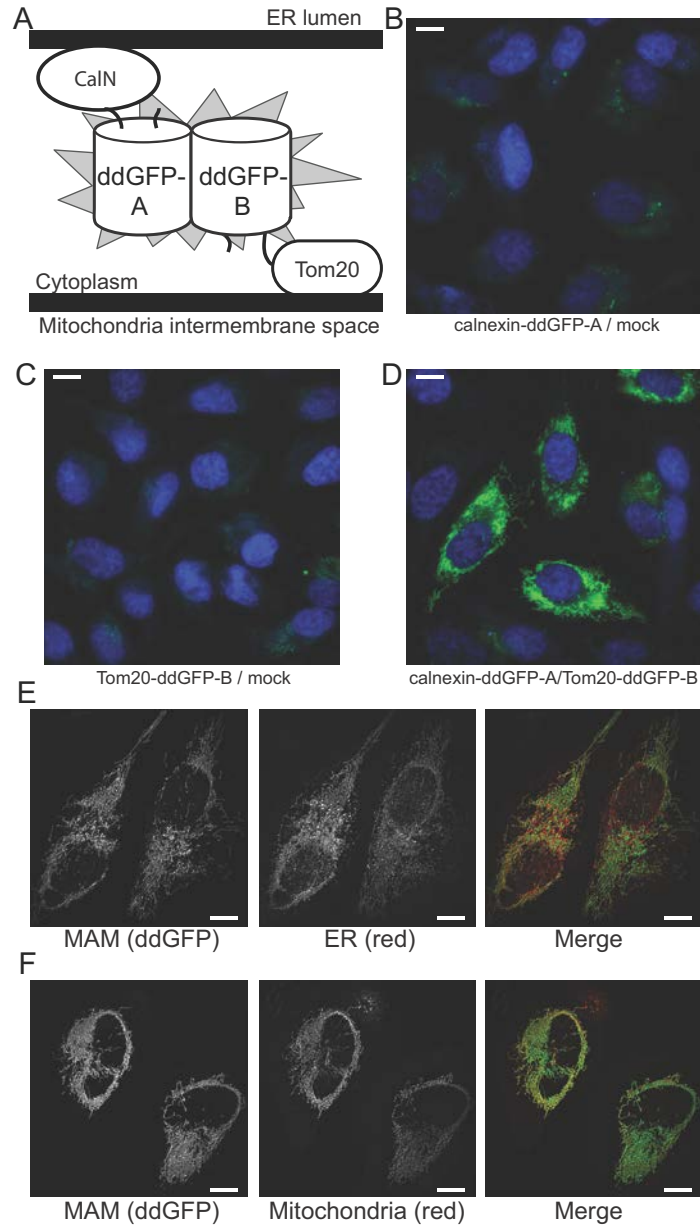 A
ER lumen
CalN
ddGFP-
A
ddGFP-
B
Tom20
Cytoplasm
Mitochondria intermembrane space
B
calnexin-ddGFP-A / mock
C
Tom20-ddGFP-B / mock
D
calnexin-ddGFP-A/Tom20-ddGFP-B
E
MAM (ddGFP)
ER (red)
Merge
F
MAM (ddGFP)
Mitochondria (red)
Merge